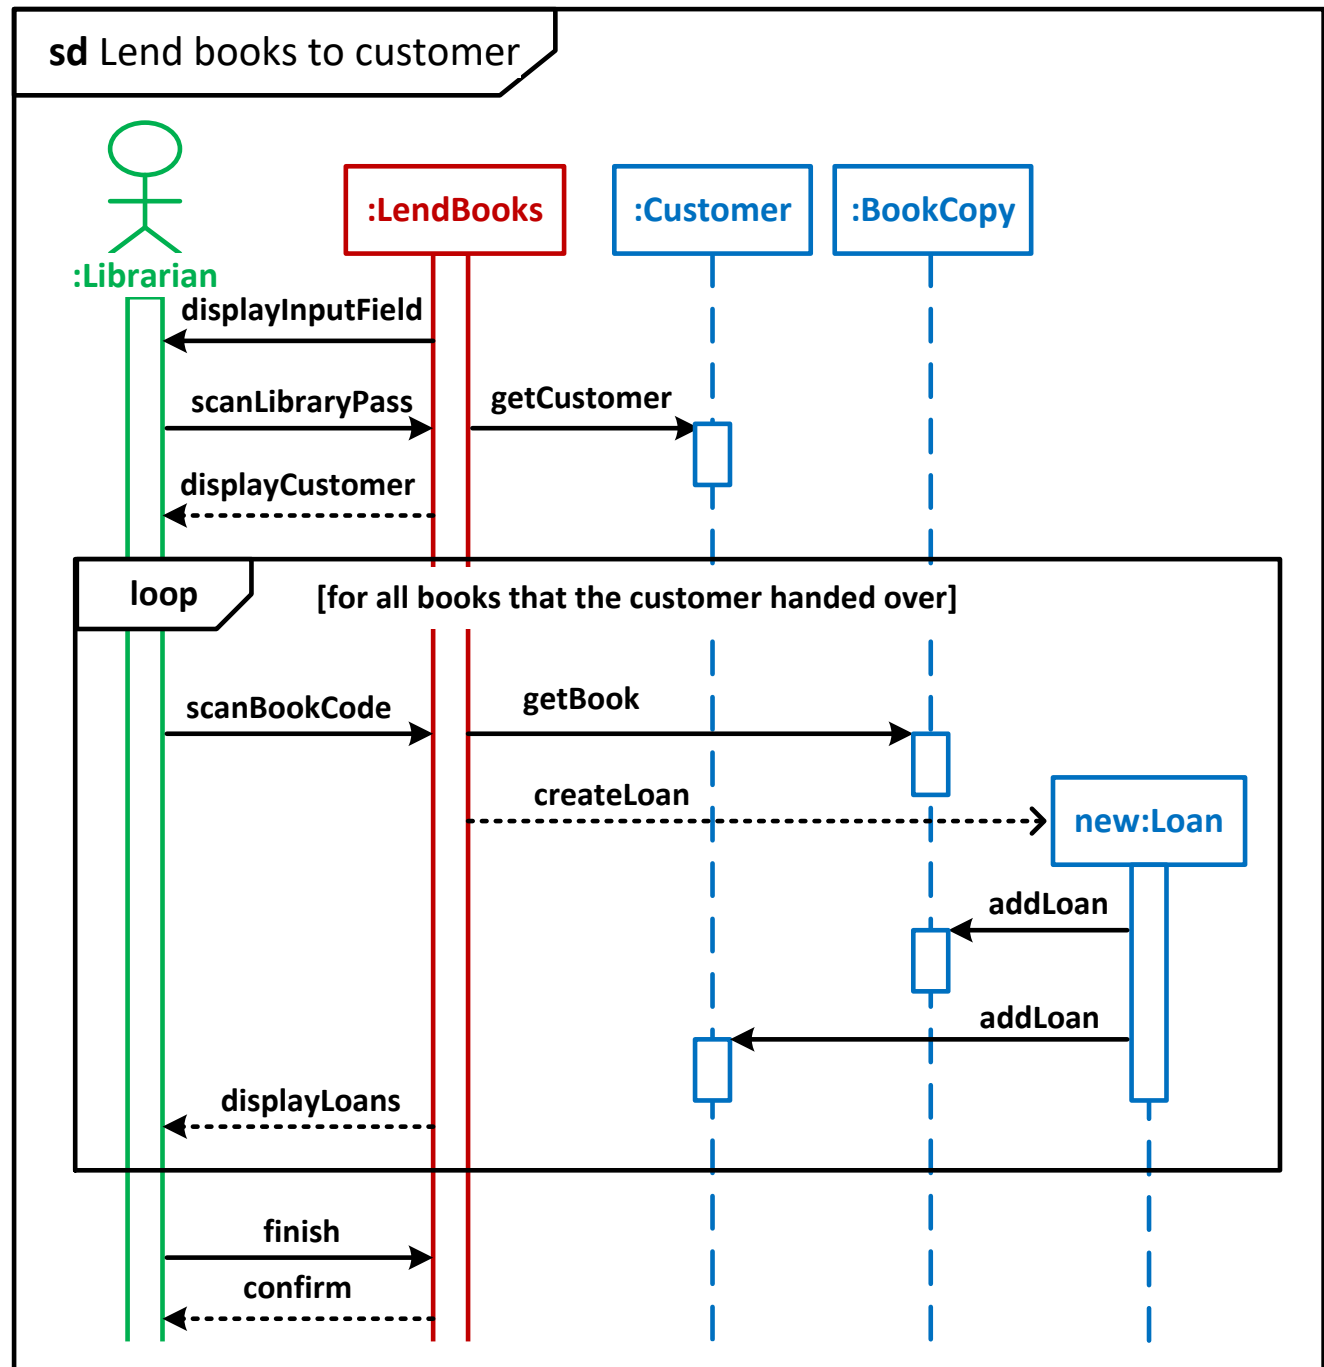 sd Lend books to customer
:Librarian
:LendBooks
:Customer
:BookCopy
displayInputField
scanLibraryPass
getCustomer
displayCustomer
loop
[for all books that the customer handed over]
scanBookCode
getBook
createLoan
new:Loan
addLoan
addLoan
displayLoans
finish
confirm